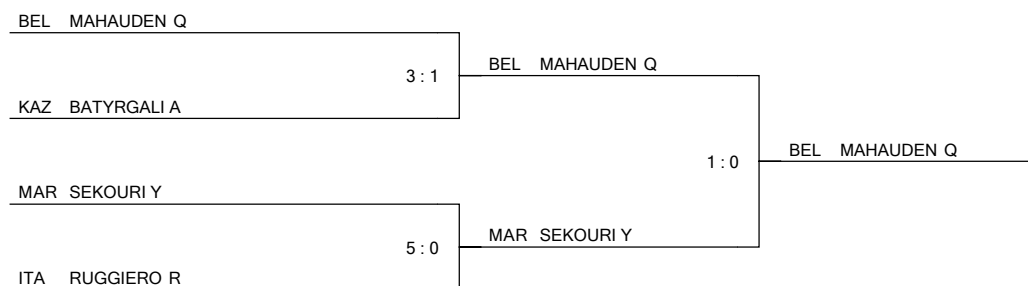 BEL MAHAUDEN Q
BEL MAHAUDEN Q
3 : 1
KAZ BATYRGALI A
BEL MAHAUDEN Q
1 : 0
MAR SEKOURI Y
MAR SEKOURI Y
5 : 0
ITA RUGGIERO R